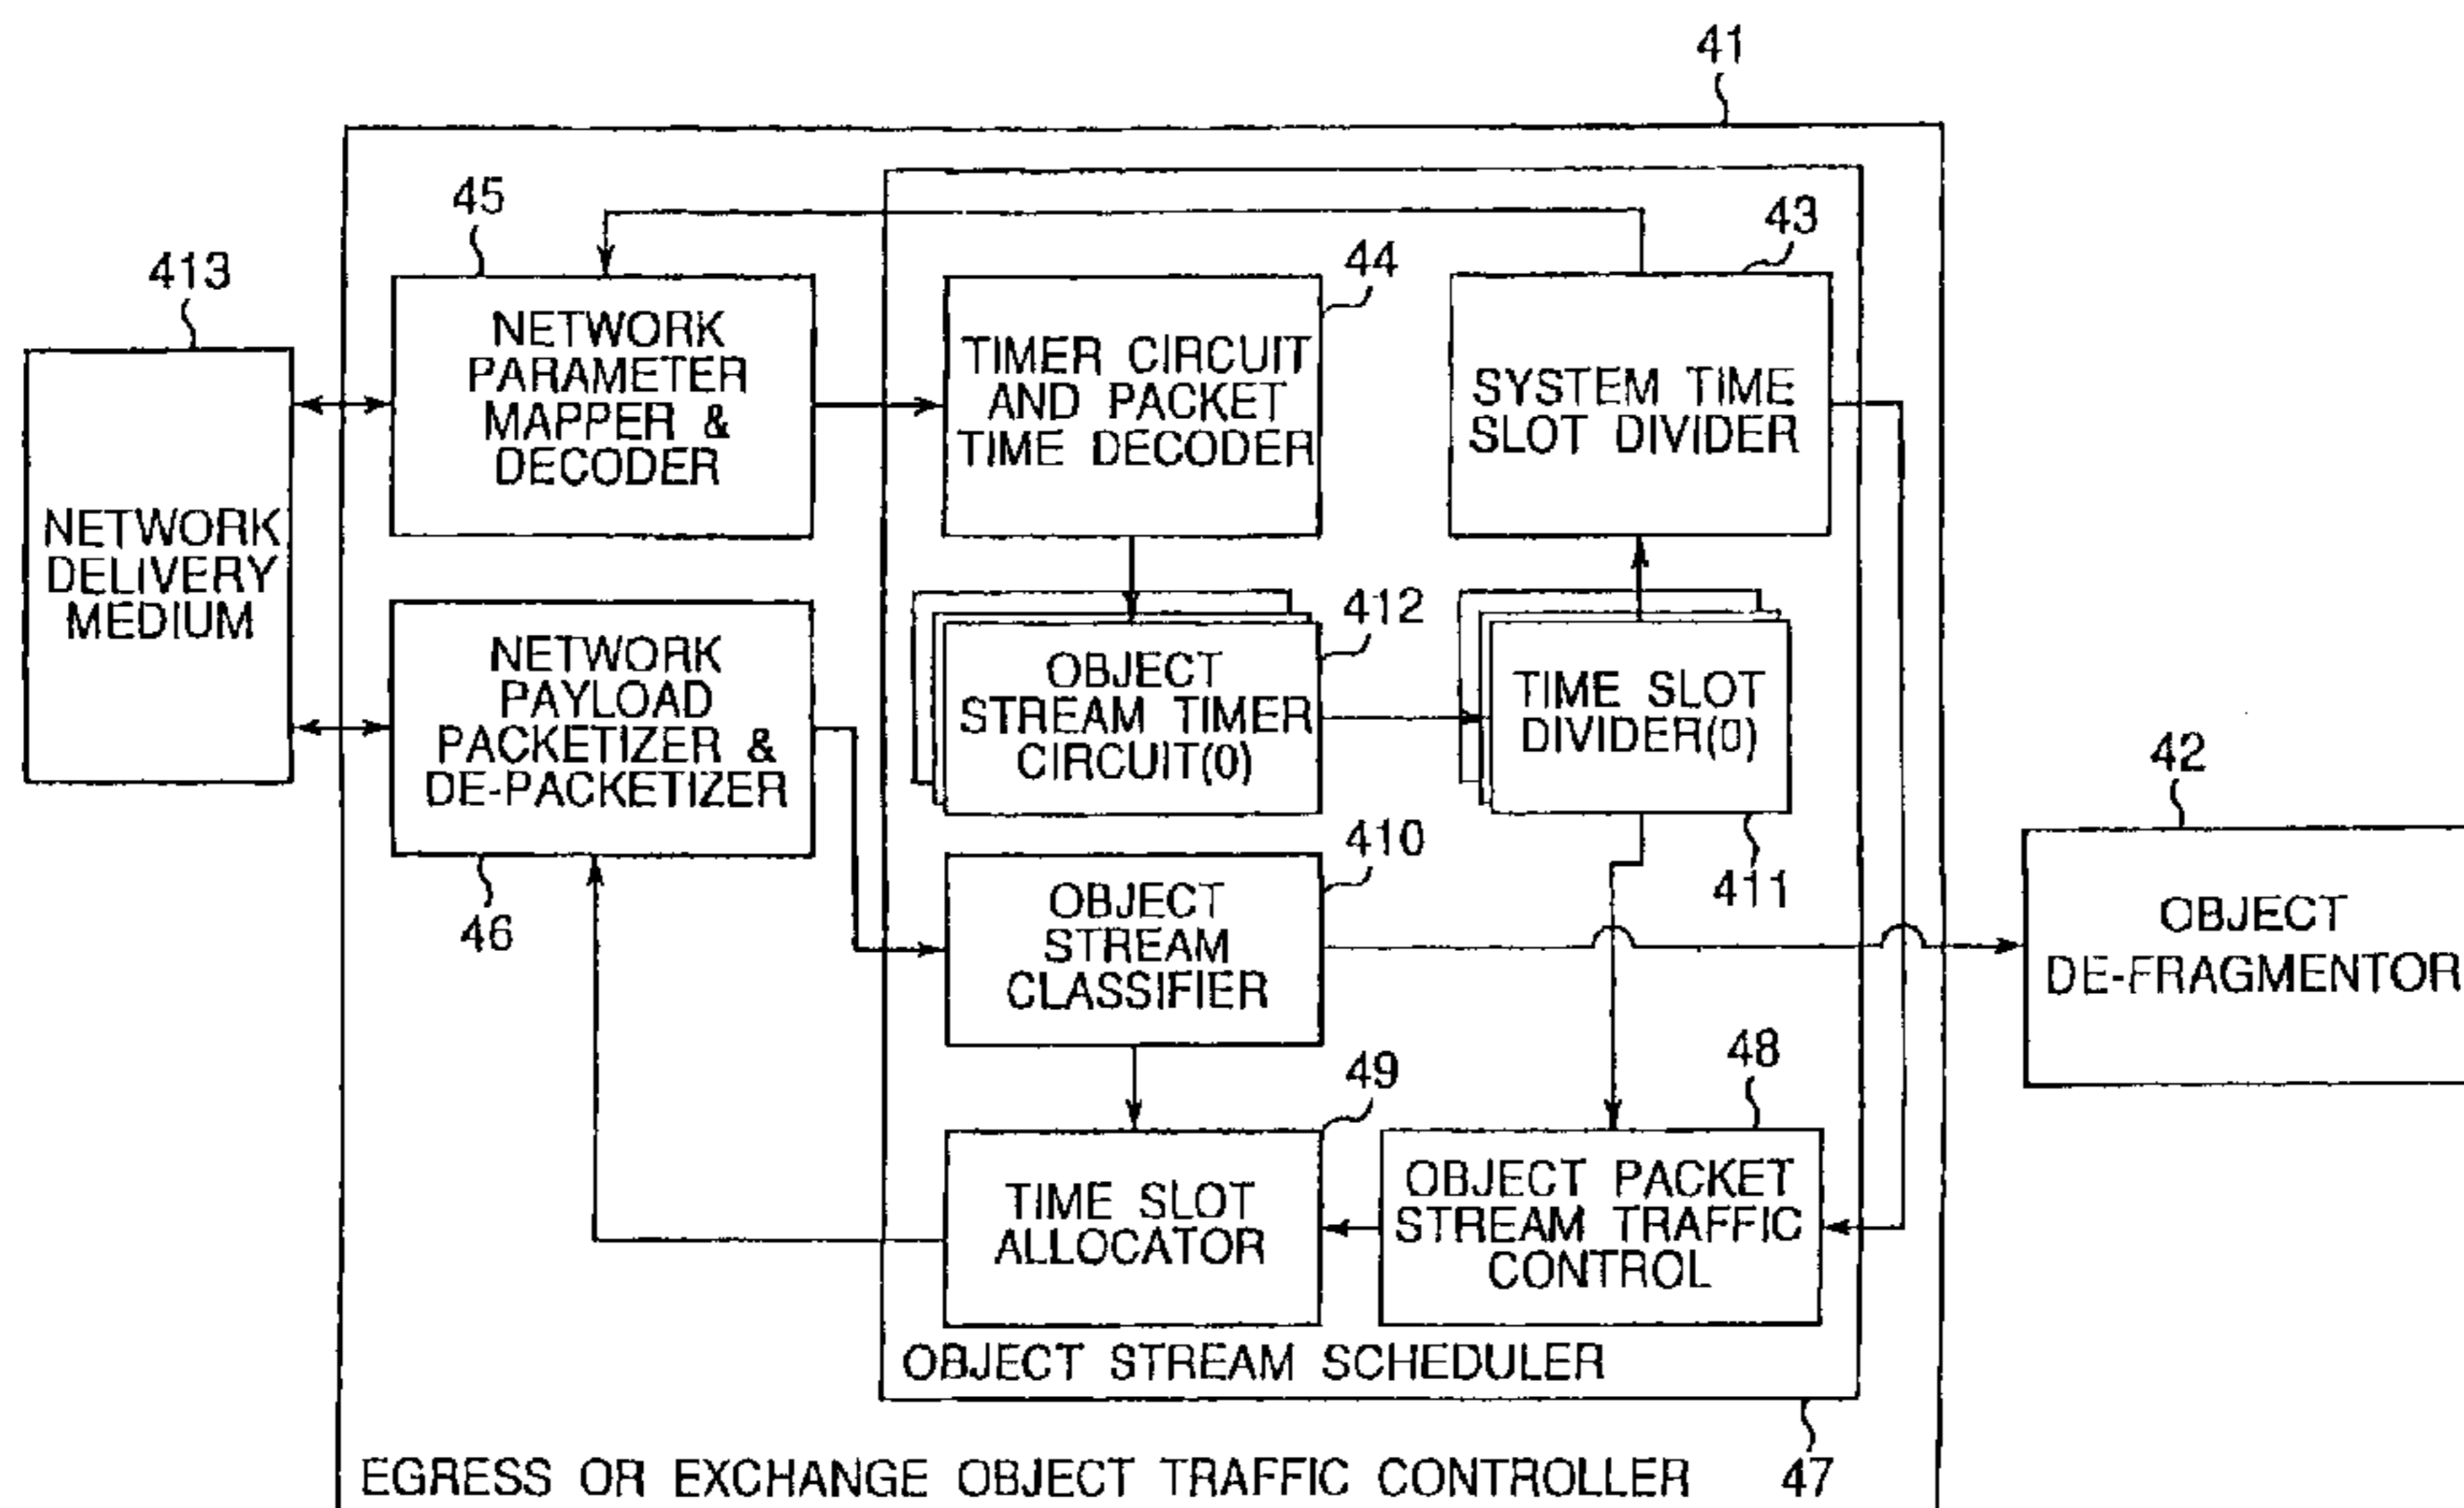 41
45
43
44
413
NETWORK
PARAMETER
MAPPER &
DECODER
TIMER CIRCUIT
AND PACKET
TIME DECODER
SYSTEM TIME
SLOT DIVIDER
NETWORK
DELIVERY
MEDIUM
412
NETWORK
PAYLOAD
PACKETIZER &
DE-PACKETIZER
OBJECT
STREAM TIMER
CIRCUIT(0)
TIME SLOT
DIVIDER(0)
42
410
411
46
OBJECT
STREAM
CLASSIFIER
OBJECT
DE-FRAGMENTOR
49
48
TIME SLOT
ALLOCATOR
OBJECT PACKET
STREAM TRAFFIC
CONTROL
OBJECT STREAM SCHEDULER
47
EGRESS OR EXCHANGE OBJECT TRAFFIC CONTROLLER